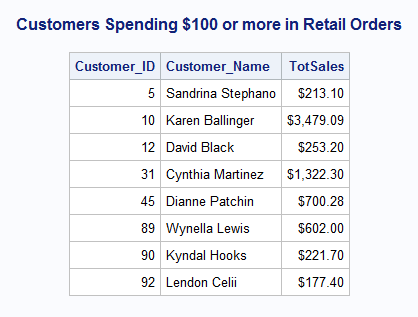 Customers Spending $100 or more in Retail Orders
Customer_ID Customer_Name TotSales
5 Sandrina Stephano $213.10
10 Karen Ballinger $3,479.09
12 David Black $253.20
31 Cynthia Martinez $1,322.30
45 Dianne Patchin $700.28
89 Wynella Lewis $602.00
90 Kyndal Hooks $221.70
92 Lendon Celii $177.40